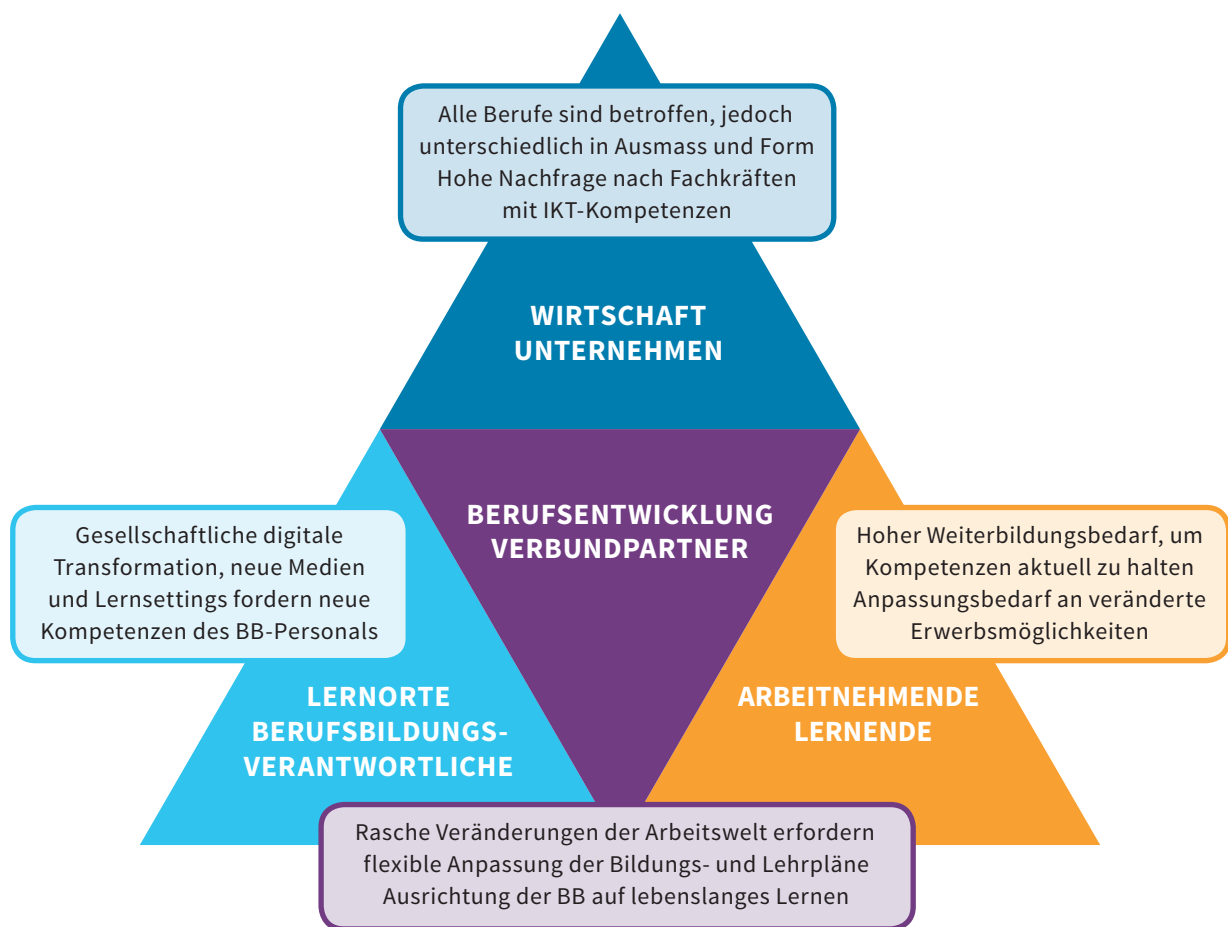 Alle Berufe sind betroffen, jedoch
unterschiedlich in Ausmass und Form
Hohe Nachfrage nach Fachkräften
mit IKT-Kompetenzen
WIRTSCHAFT
UNTERNEHMEN
BERUFSENTWICKLUNG
VERBUNDPARTNER
Gesellschaftliche digitale
Transformation, neue Medien
und Lernsettings fordern neue
Kompetenzen des BB-Personals
Hoher Weiterbildungsbedarf, um
Kompetenzen aktuell zu halten
Anpassungsbedarf an veränderte
Erwerbsmöglichkeiten
LERNORTE
BERUFSBILDUNGS-
VERANTWORTLICHE
ARBEITNEHMENDE
LERNENDE
Rasche Veränderungen der Arbeitswelt erfordern
flexible Anpassung der Bildungs- und Lehrpläne
Ausrichtung der BB auf lebenslanges Lernen